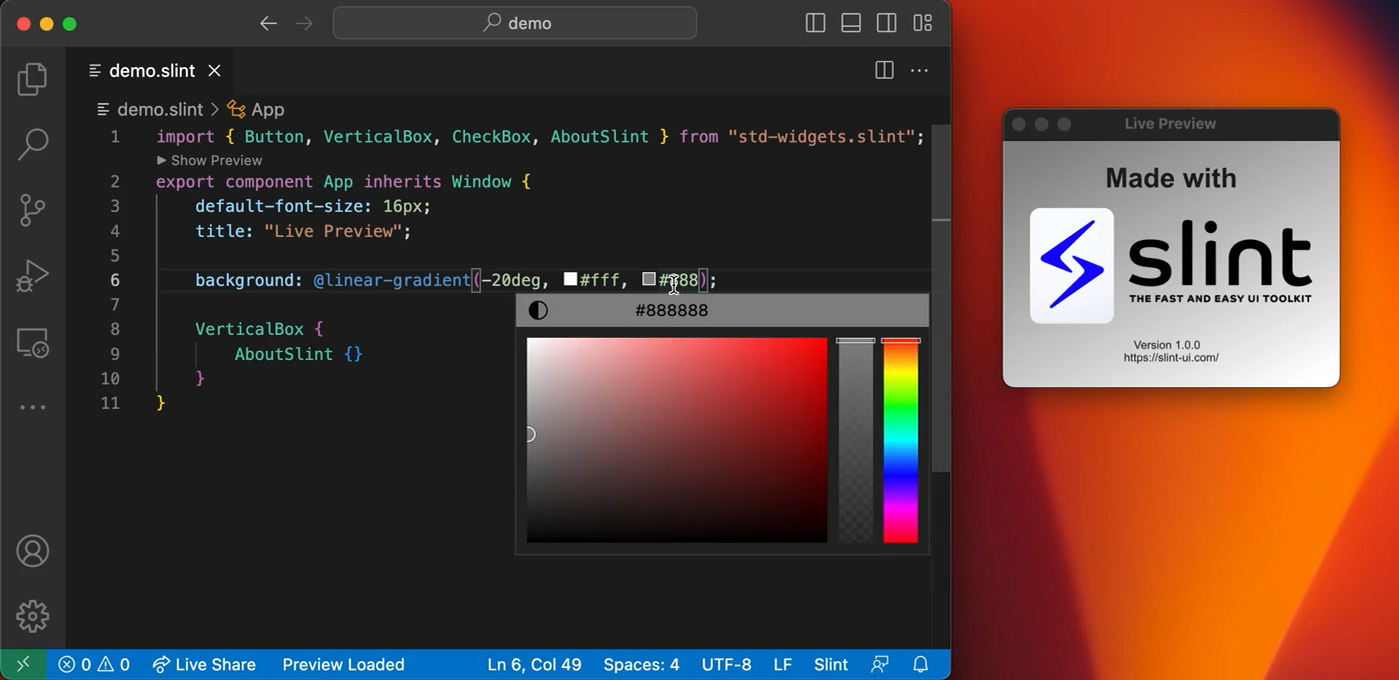 demo
demo.slint
demo.slint > App
1 import { Button, VerticalBox, CheckBox, AboutSlint } from "std-widgets.slint";
Show Preview
2 export component App inherits Window {
3 default-font-size: 16px;
4 title: "Live Preview";
5
6 background: @linear-gradient(-20deg, #fff, #888);
7
8 VerticalBox {
9 AboutSlint {}
10 }
11 }
#888888
0 0 Live Share Preview Loaded Ln 6, Col 49 Spaces: 4 UTF-8 LF Slint
Live Preview
Made with
slint
THE FAST AND EASY UI TOOLKIT
Version 1.0.0
https://slint-ui.com/